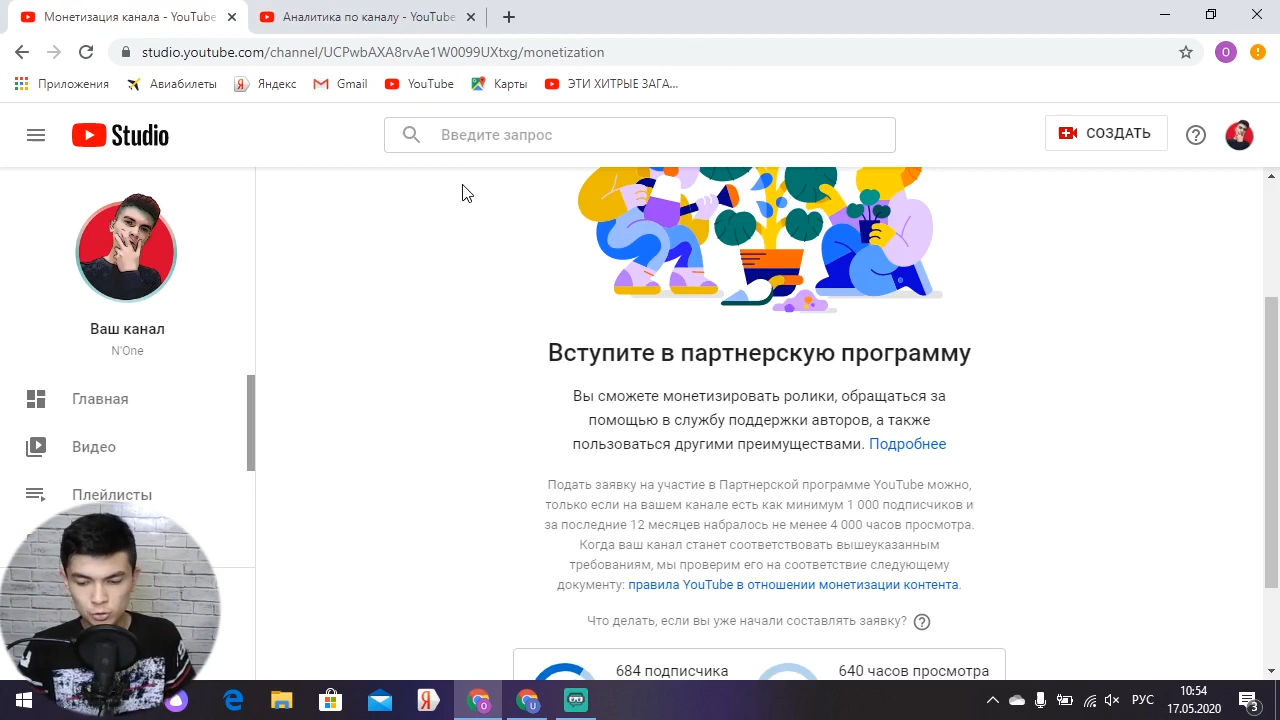 Монетизация канала - YouTube
Аналитика по каналу - YouTube
studio.youtube.com/channel/UCPwbAXA8rvAe1W0099UXtxg/monetization
O
Приложения
Авиабилеты
Яндекс
Gmail
YouTube
Карты
ЭТИ ХИТРЫЕ ЗАГА...
Studio
Введите запрос
СОЗДАТЬ
Ваш канал
N'One
Главная
Видео
Плейлисты
Вступите в партнерскую программу
Вы сможете монетизировать ролики, обращаться за
помощью в службу поддержки авторов, а также
пользоваться другими преимуществами. Подробнее
Подать заявку на участие в Партнерской программе YouTube можно,
только если на вашем канале есть как минимум 1 000 подписчиков и
за последние 12 месяцев набралось не менее 4 000 часов просмотра.
Когда ваш канал станет соответствовать вышеуказанным
требованиям, мы проверим его на соответствие следующему
документу: правила YouTube в отношении монетизации контента.
Что делать, если вы уже начали составлять заявку?
684 подписчика
640 часов просмотра
РУС
10:54
17.05.2020
3